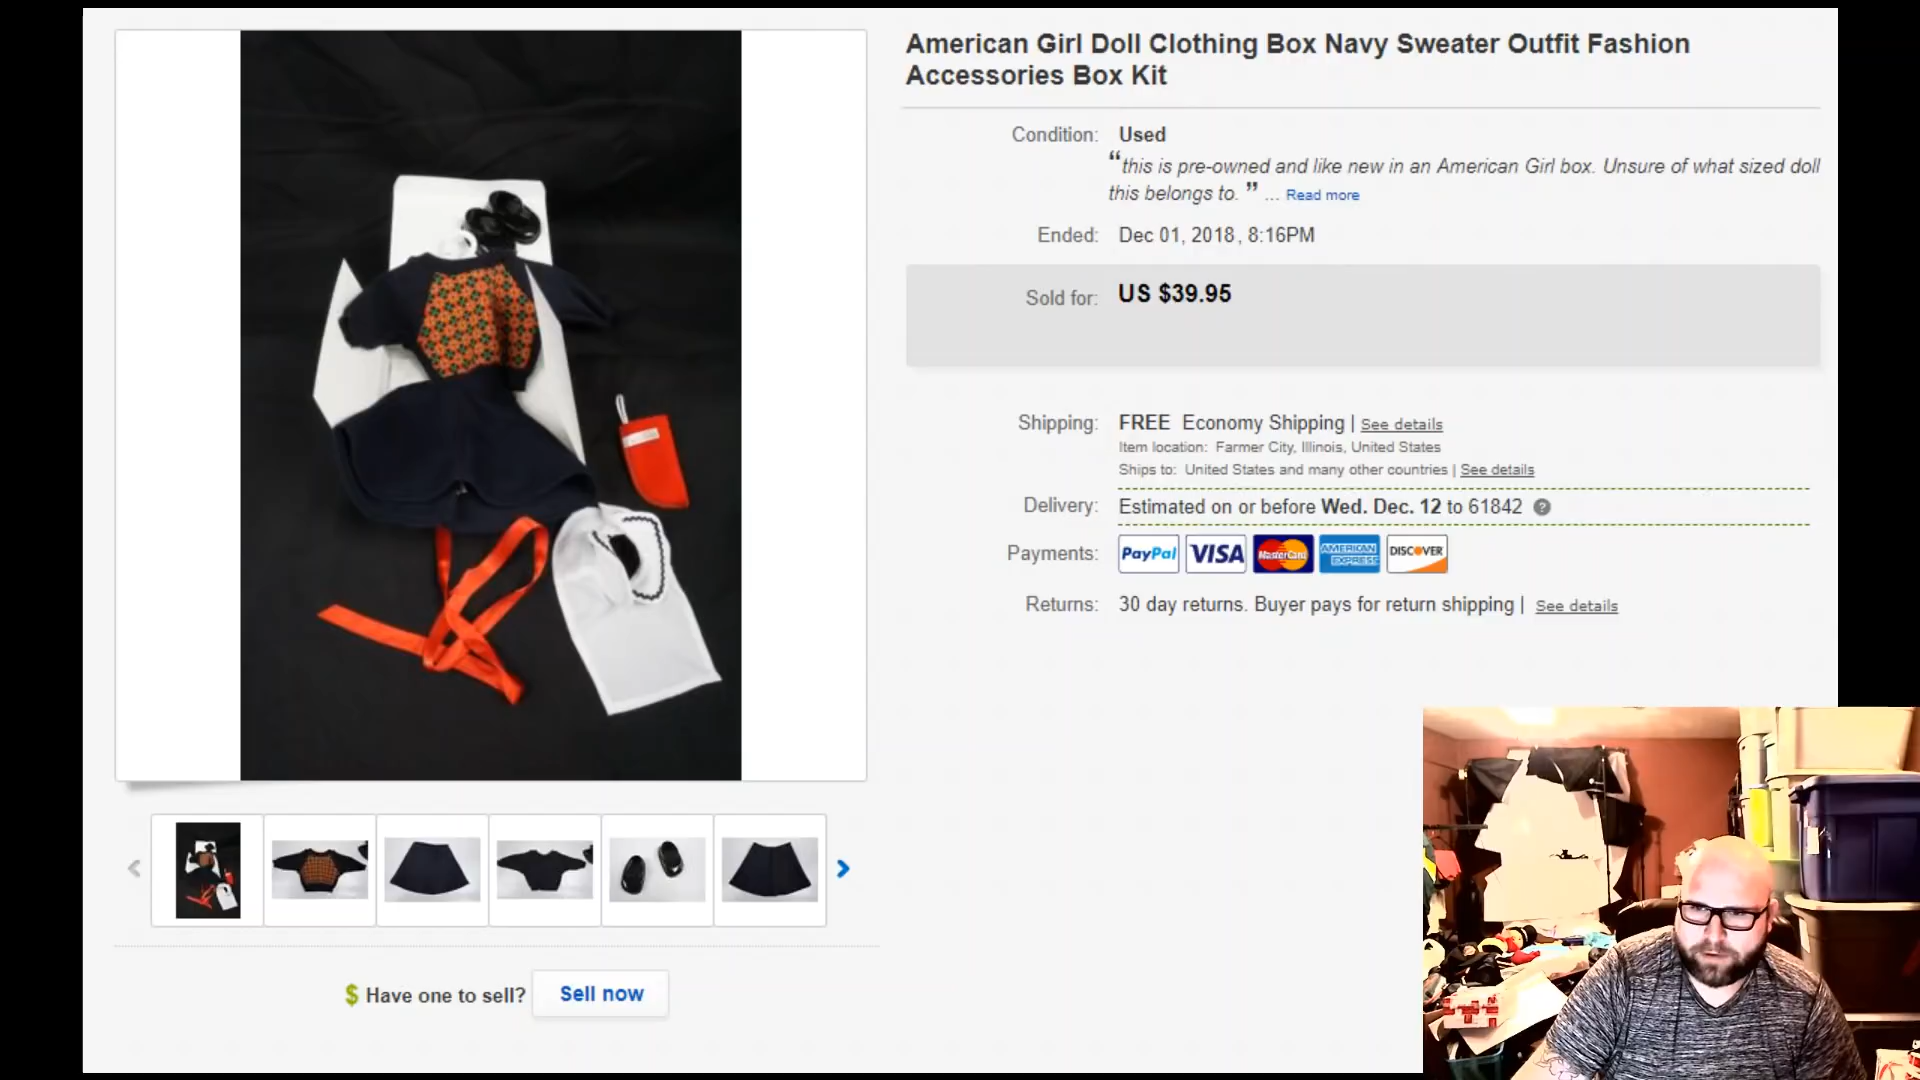 American Girl Doll Clothing Box Navy Sweater Outfit Fashion
Accessories Box Kit
Condition: Used
“this is pre-owned and like new in an American Girl box. Unsure of what sized doll
this belongs to. ” ... Read more
Ended: Dec 01, 2018, 8:16PM
Sold for: US $39.95
Shipping: FREE Economy Shipping | See details
Item location: Farmer City, Illinois, United States
Ships to: United States and many other countries | See details
Delivery: Estimated on or before Wed. Dec. 12 to 61842 ?
Payments: PayPal VISA MasterCard AMERICAN EXPRESS DISCOVER
Returns: 30 day returns. Buyer pays for return shipping | See details
$ Have one to sell? Sell now